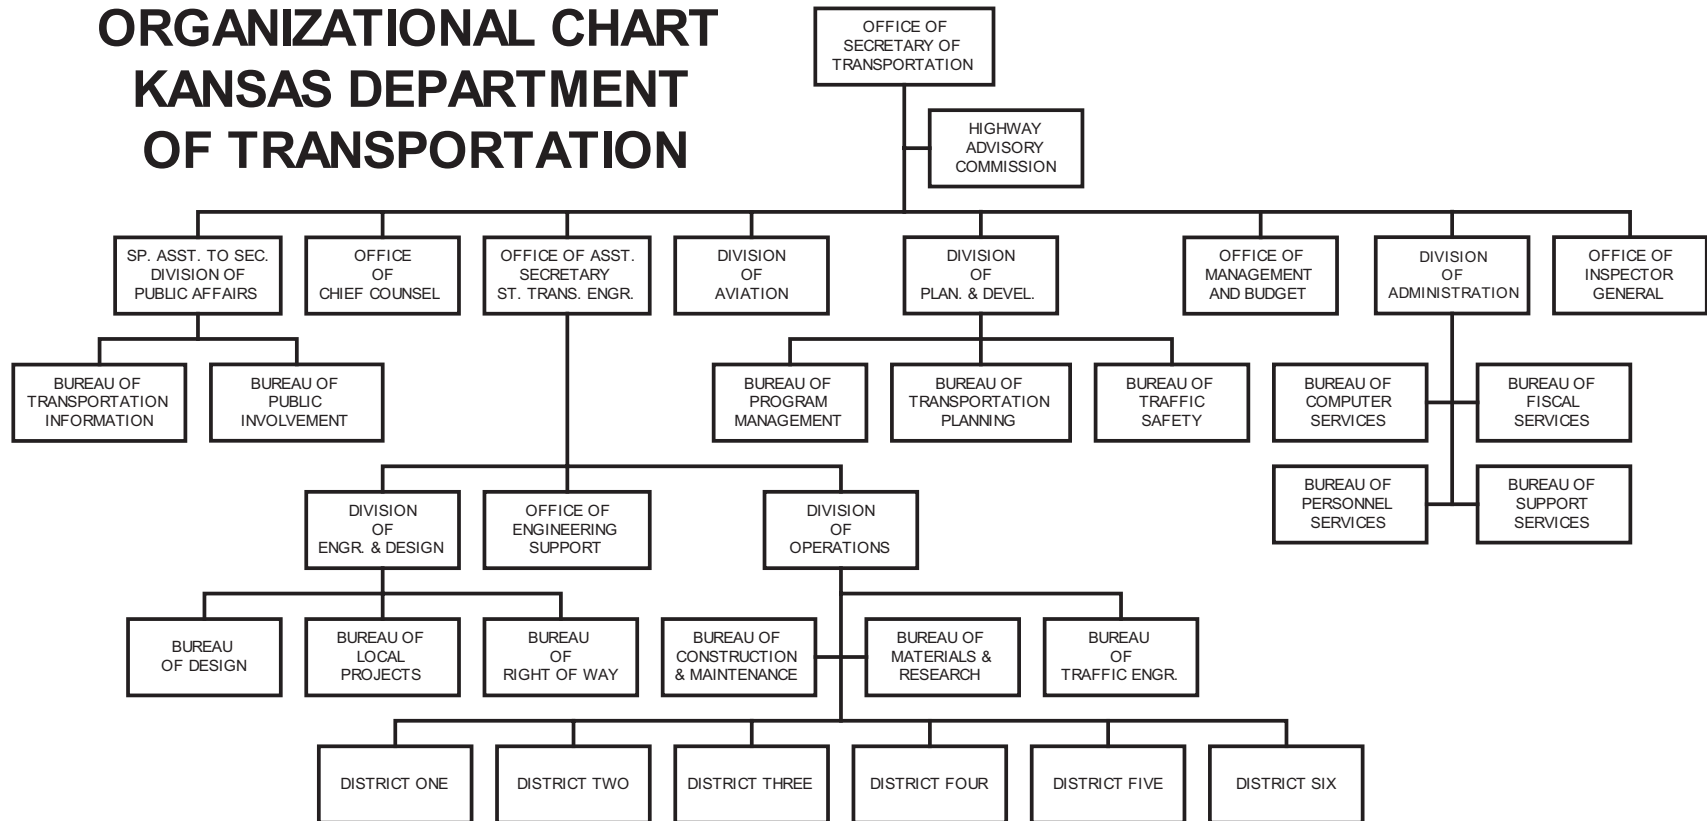 ORGANIZATIONAL CHART
KANSAS DEPARTMENT
OF TRANSPORTATION
OFFICE OF
SECRETARY OF
TRANSPORTATION
HIGHWAY
ADVISORY
COMMISSION
SP. ASST. TO SEC.
DIVISION OF
PUBLIC AFFAIRS
OFFICE
OF
CHIEF COUNSEL
OFFICE OF ASST.
SECRETARY
ST. TRANS. ENGR.
DIVISION
OF
AVIATION
DIVISION
OF
PLAN. & DEVEL.
OFFICE OF
MANAGEMENT
AND BUDGET
DIVISION
OF
ADMINISTRATION
OFFICE OF
INSPECTOR
GENERAL
BUREAU OF
TRANSPORTATION
INFORMATION
BUREAU OF
PUBLIC
INVOLVEMENT
BUREAU OF
PROGRAM
MANAGEMENT
BUREAU OF
TRANSPORTATION
PLANNING
BUREAU OF
TRAFFIC
SAFETY
BUREAU OF
COMPUTER
SERVICES
BUREAU OF
FISCAL
SERVICES
BUREAU OF
PERSONNEL
SERVICES
BUREAU OF
SUPPORT
SERVICES
DIVISION
OF
ENGR. & DESIGN
OFFICE OF
ENGINEERING
SUPPORT
DIVISION
OF
OPERATIONS
BUREAU
OF DESIGN
BUREAU OF
LOCAL
PROJECTS
BUREAU
OF
RIGHT OF WAY
BUREAU OF
CONSTRUCTION
& MAINTENANCE
BUREAU OF
MATERIALS &
RESEARCH
BUREAU
OF
TRAFFIC ENGR.
DISTRICT ONE
DISTRICT TWO
DISTRICT THREE
DISTRICT FOUR
DISTRICT FIVE
DISTRICT SIX